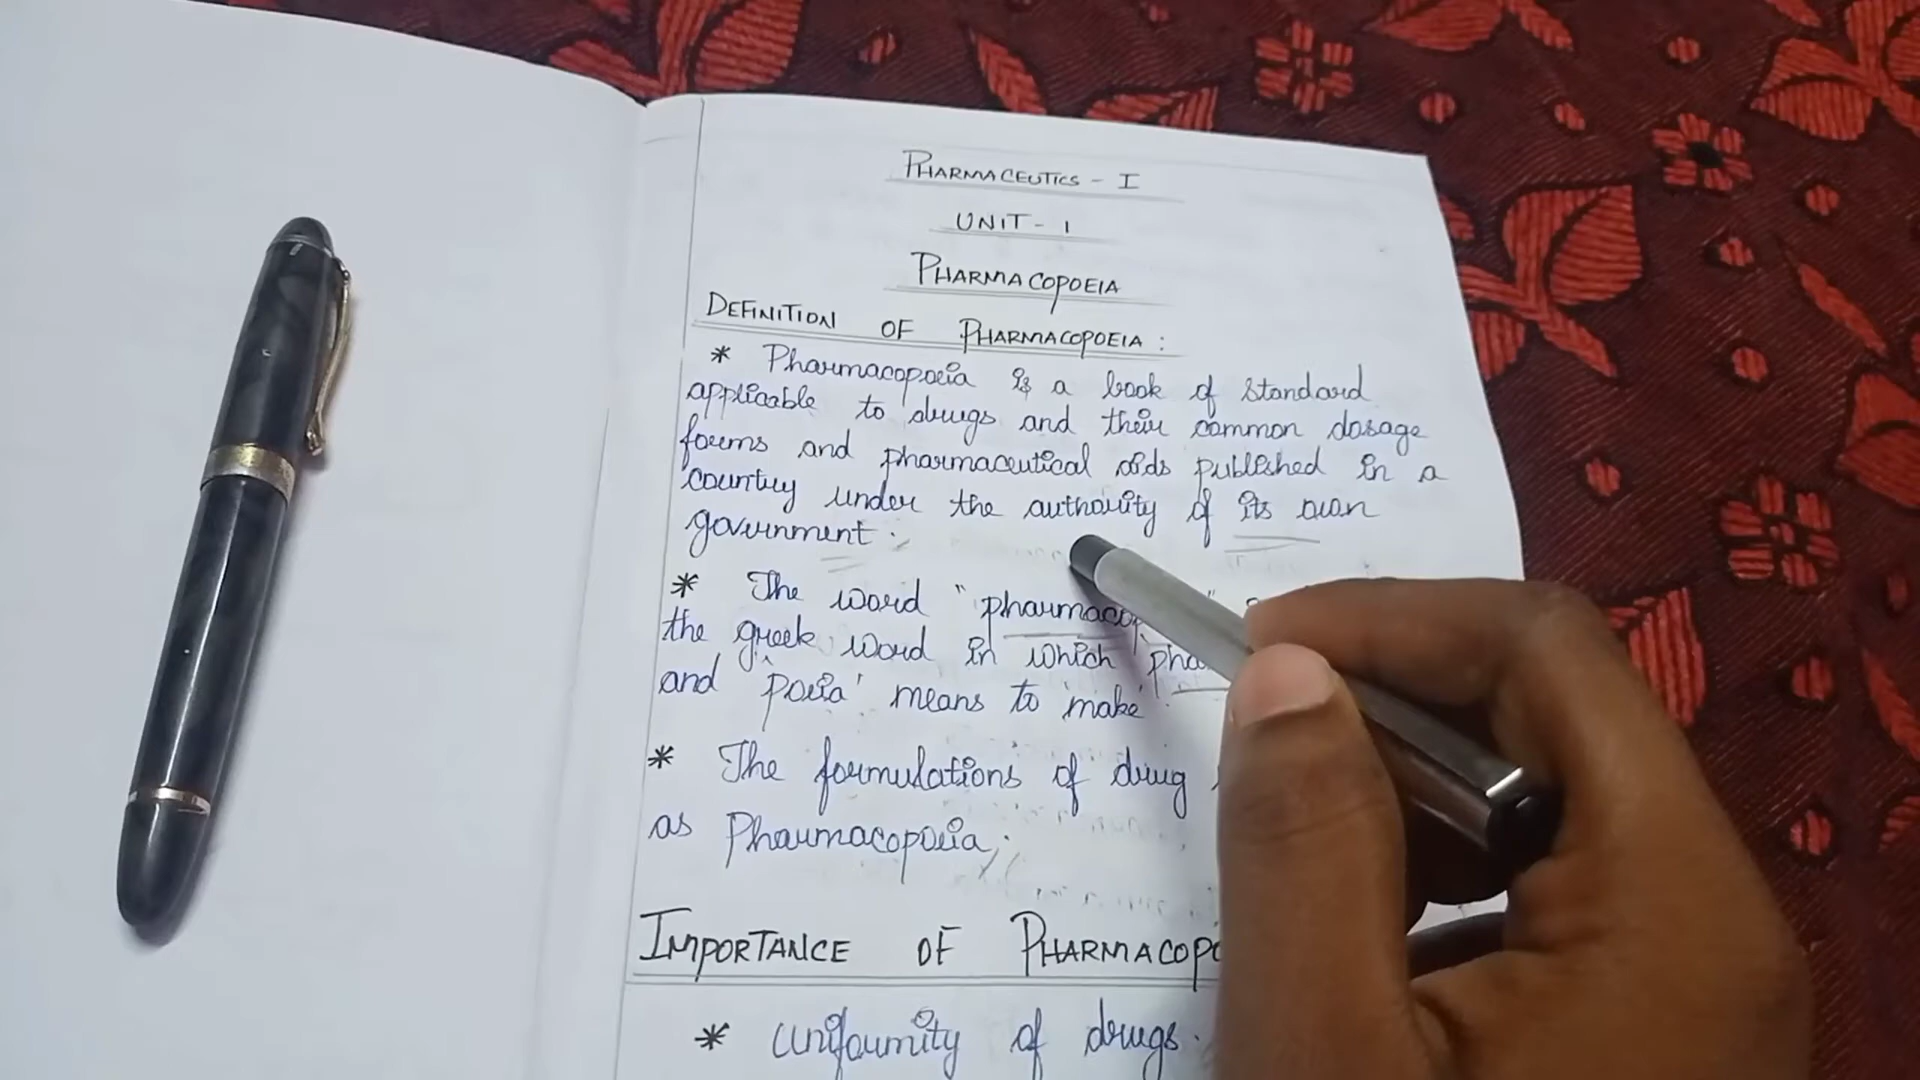 PHARMACEUTICS - I
UNIT - 1
PHARMACOPOEIA
DEFINITION OF PHARMACOPOEIA :
* Pharmacopoeia is a book of standard
applicable to drugs and their common dosage
forms and pharmaceutical aids published in a
country under the authority of its own
government.
* The word "pharmacop
the greek word in which pha
and 'poeia' means to 'make'.
* The formulations of drug
as Pharmacopoeia.
IMPORTANCE OF PHARMACOPO
* Uniformity of drugs.